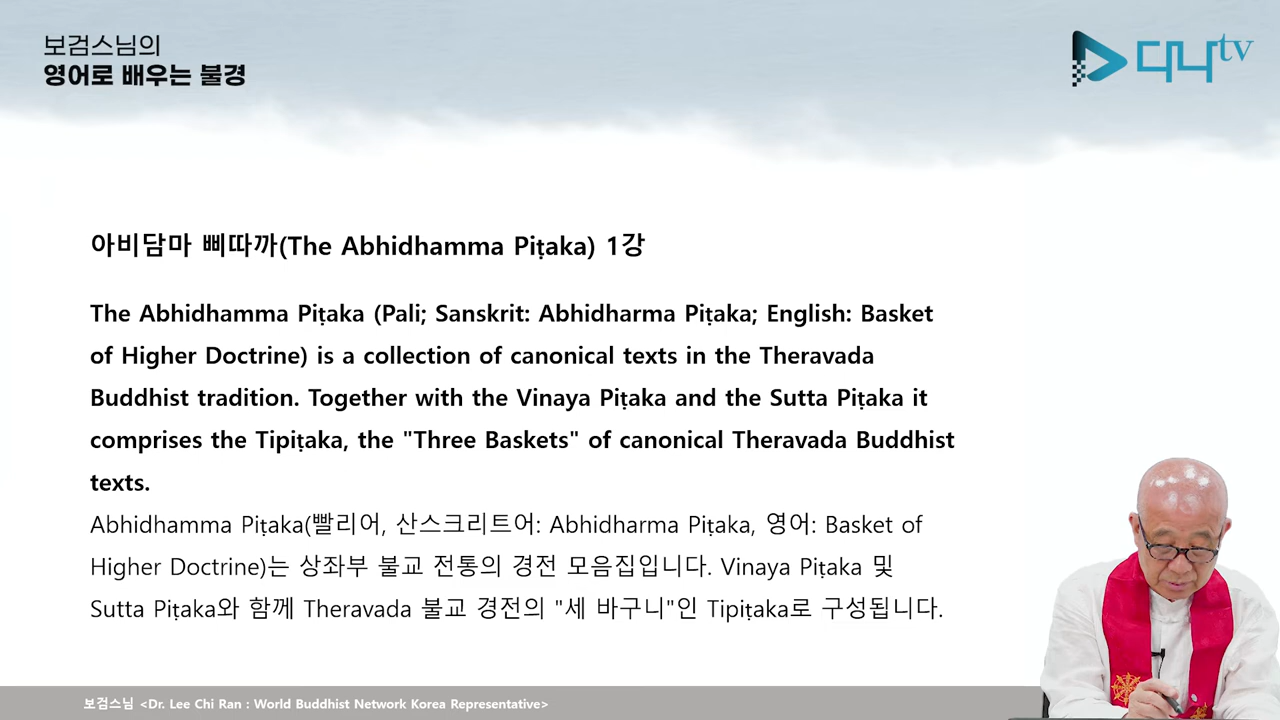 보검스님의
영어로 배우는 불경
다나tv
아비담마 삐따까(The Abhidhamma Piṭaka) 1강
The Abhidhamma Piṭaka (Pali; Sanskrit: Abhidharma Piṭaka; English: Basket
of Higher Doctrine) is a collection of canonical texts in the Theravada
Buddhist tradition. Together with the Vinaya Piṭaka and the Sutta Piṭaka it
comprises the Tipiṭaka, the "Three Baskets" of canonical Theravada Buddhist
texts.
Abhidhamma Piṭaka(빨리어, 산스크리트어: Abhidharma Piṭaka, 영어: Basket of
Higher Doctrine)는 상좌부 불교 전통의 경전 모음집입니다. Vinaya Piṭaka 및
Sutta Piṭaka와 함께 Theravada 불교 경전의 "세 바구니"인 Tipiṭaka로 구성됩니다.
보검스님 <Dr. Lee Chi Ran : World Buddhist Network Korea Representative>